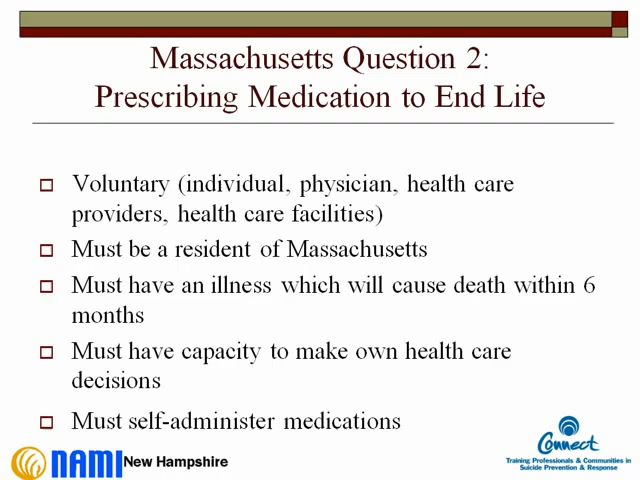 Massachusetts Question 2:
Prescribing Medication to End Life
Voluntary (individual, physician, health care
providers, health care facilities)
Must be a resident of Massachusetts
Must have an illness which will cause death within 6
months
Must have capacity to make own health care
decisions
Must self-administer medications
NAMI New Hampshire
Connect
Training Professionals & Communities in
Suicide Prevention & Response